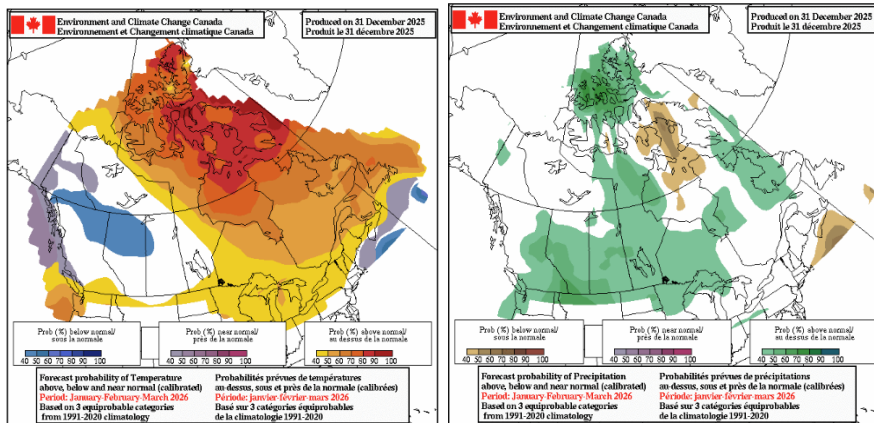 Environment and Climate Change Canada
Environnement et Changement climatique Canada
Produced on 31 December 2025
Produit le 31 décembre 2025
Prob (%) below normal/
sous la normale
40 50 60 70 80 90 100
Prob (%) near normal/
près de la normale
40 50 60 70 80 90 100
Prob (%) above normal/
au dessus de la normale
40 50 60 70 80 90 100
Forecast probability of Temperature
above, below and near normal (calibrated)
Period: January-February-March 2026
Based on 3 equiprobable categories
from 1991-2020 climatology
Probabilités prévues de températures
au-dessus, sous et près de la normale (calibrées)
Période: janvier-février-mars 2026
Basé sur 3 catégories équiprobables
de la climatologie 1991-2020
Environment and Climate Change Canada
Environnement et Changement climatique Canada
Produced on 31 December 2025
Produit le 31 décembre 2025
Prob (%) below normal/
sous la normale
40 50 60 70 80 90 100
Prob (%) near normal/
près de la normale
40 50 60 70 80 90 100
Prob (%) above normal/
au dessus de la normale
40 50 60 70 80 90 100
Forecast probability of Precipitation
above, below and near normal (calibrated)
Period: January-February-March 2026
Based on 3 equiprobable categories
from 1991-2020 climatology
Probabilités prévues de précipitations
au-dessus, sous et près de la normale (calibrées)
Période: janvier-février-mars 2026
Basé sur 3 catégories équiprobables
de la climatologie 1991-2020